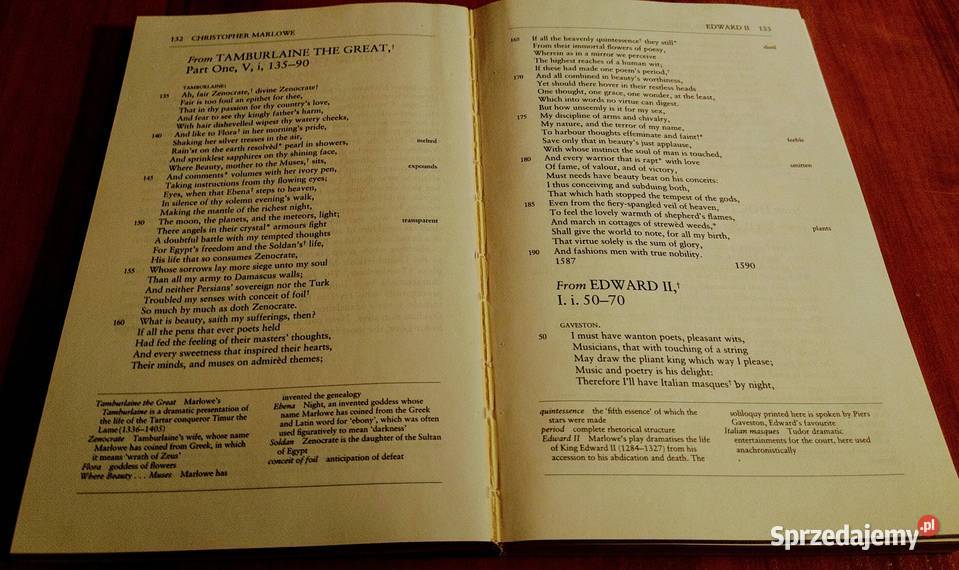 132 CHRISTOPHER MARLOWE
From TAMBURLAINE THE GREAT,†
Part One, V, i, 135–90
TAMBURLAINE:
135 Ah, fair Zenocrate,† divine Zenocrate!
Fair is too foul an epithet for thee,
That in thy passion for thy country's love,
And fear to see thy kingly father's harm,
With hair dishevelled wipest thy watery cheeks,
140 And like to Flora† in her morning's pride,
Shaking her silver tresses in the air,
Rain'st on the earth resolvèd* pearl in showers, melted
And sprinklest sapphires on thy shining face,
Where Beauty, mother to the Muses,† sits,
145 And comments* volumes with her ivory pen, expounds
Taking instructions from thy flowing eyes;
Eyes, when that Ebena† steps to heaven,
In silence of thy solemn evening's walk,
Making the mantle of the richest night,
150 The moon, the planets, and the meteors, light;
There angels in their crystal* armours fight transparent
A doubtful battle with my tempted thoughts
For Egypt's freedom and the Soldan's† life,
His life that so consumes Zenocrate,
155 Whose sorrows lay more siege unto my soul
Than all my army to Damascus walls;
And neither Persians' sovereign nor the Turk
Troubled my senses with conceit of foil†
So much by much as doth Zenocrate.
160 What is beauty, saith my sufferings, then?
If all the pens that ever poets held
Had fed the feeling of their masters' thoughts,
And every sweetness that inspired their hearts,
Their minds, and muses on admirèd themes;
Tamburlaine the Great Marlowe's
Tamburlaine is a dramatic presentation of
the life of the Tartar conqueror Timur the
Lame (1336–1405)
Zenocrate Tamburlaine's wife, whose name
Marlowe has coined from Greek, in which
it means 'wrath of Zeus'
Flora goddess of flowers
Where Beauty . . . Muses Marlowe has
invented the genealogy
Ebena Night, an invented goddess whose
name Marlowe has coined from the Greek
and Latin word for 'ebony', which was often
used figuratively to mean 'darkness'
Soldan Zenocrate is the daughter of the Sultan
of Egypt
conceit of foil anticipation of defeat
EDWARD II 133
165 If all the heavenly quintessence† they still* distil
From their immortal flowers of poesy,
Wherein as in a mirror we perceive
The highest reaches of a human wit;
If these had made one poem's period,†
170 And all combined in beauty's worthiness,
Yet should there hover in their restless heads
One thought, one grace, one wonder, at the least,
Which into words no virtue can digest.
But how unseemly is it for my sex,
175 My discipline of arms and chivalry,
My nature, and the terror of my name,
To harbour thoughts effeminate and faint!* feeble
Save only that in beauty's just applause,
With whose instinct the soul of man is touched,
180 And every warrior that is rapt* with love smitten
Of fame, of valour, and of victory,
Must needs have beauty beat on his conceits:
I thus conceiving and subduing both,
That which hath stopped the tempest of the gods,
185 Even from the fiery-spangled veil of heaven,
To feel the lovely warmth of shepherd's flames,
And march in cottages of strewèd weeds,* plants
Shall give the world to note, for all my birth,
That virtue solely is the sum of glory,
190 And fashions men with true nobility.
1587 1590
From EDWARD II,†
I. i. 50–70
GAVESTON.
50 I must have wanton poets, pleasant wits,
Musicians, that with touching of a string
May draw the pliant king which way I please;
Music and poetry is his delight:
Therefore I'll have Italian masques† by night,
quintessence the 'fifth essence' of which the
stars were made
period complete rhetorical structure
Edward II Marlowe's play dramatises the life
of King Edward II (1284–1327) from his
accession to his abdication and death. The
soliloquy printed here is spoken by Piers
Gaveston, Edward's favourite
Italian masques Tudor dramatic
entertainments for the court, here used
anachronistically
Sprzedajemy.pl